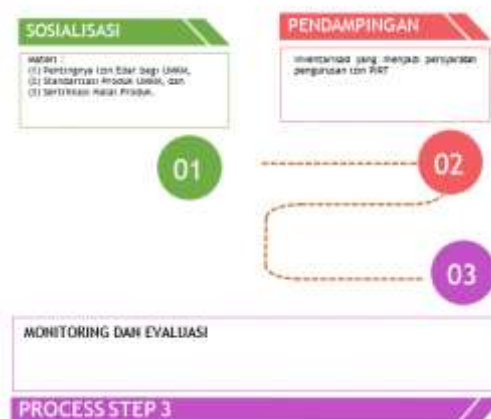 SOSIALISASI
Materi :
(1) Pentingnya Izin Edar bagi UMKM,
(2) Standarisasi Produk UMKM, dan
(3) Sertifikasi Halal Produk.
PENDAMPINGAN
Inventarisasi yang menjadi persyaratan
pengurusan izin PIRT
01
02
03
MONITORING DAN EVALUASI
PROCESS STEP 3